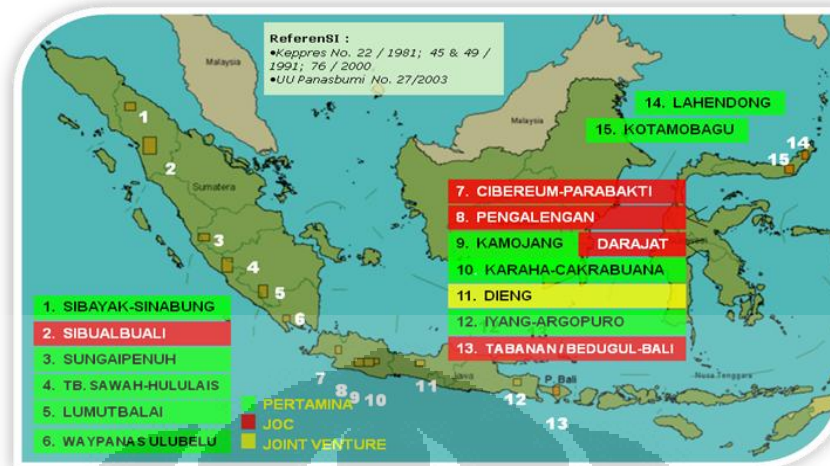 ReferenSI :
•Keppres No. 22 / 1981; 45 & 49 /
1991; 76 / 2000
•UU Panasbumi No. 27/2003
Malaysia
Malaysia
Sumatera
14. LAHENDONG
15. KOTAMOBAGU
14
15
1
2
3
4
5
6
7. CIBEREUM-PARABAKTI
8. PENGALENGAN
9. KAMOJANG DARAJAT
10. KARAHA-CAKRABUANA
11. DIENG
12. IYANG-ARGOPURO
13. TABANAN / BEDUGUL-BALI
1. SIBAYAK-SINABUNG
2. SIBUALBUALI
3. SUNGAIPENUH
4. TB. SAWAH-HULULAIS
5. LUMUTBALAI
6. WAYPANAS ULUBELU
7
8
9
10
11
12
13
Jawa
P. Bali
Nusa Tenggara
PERTAMINA
JOC
JOINT VENTURE